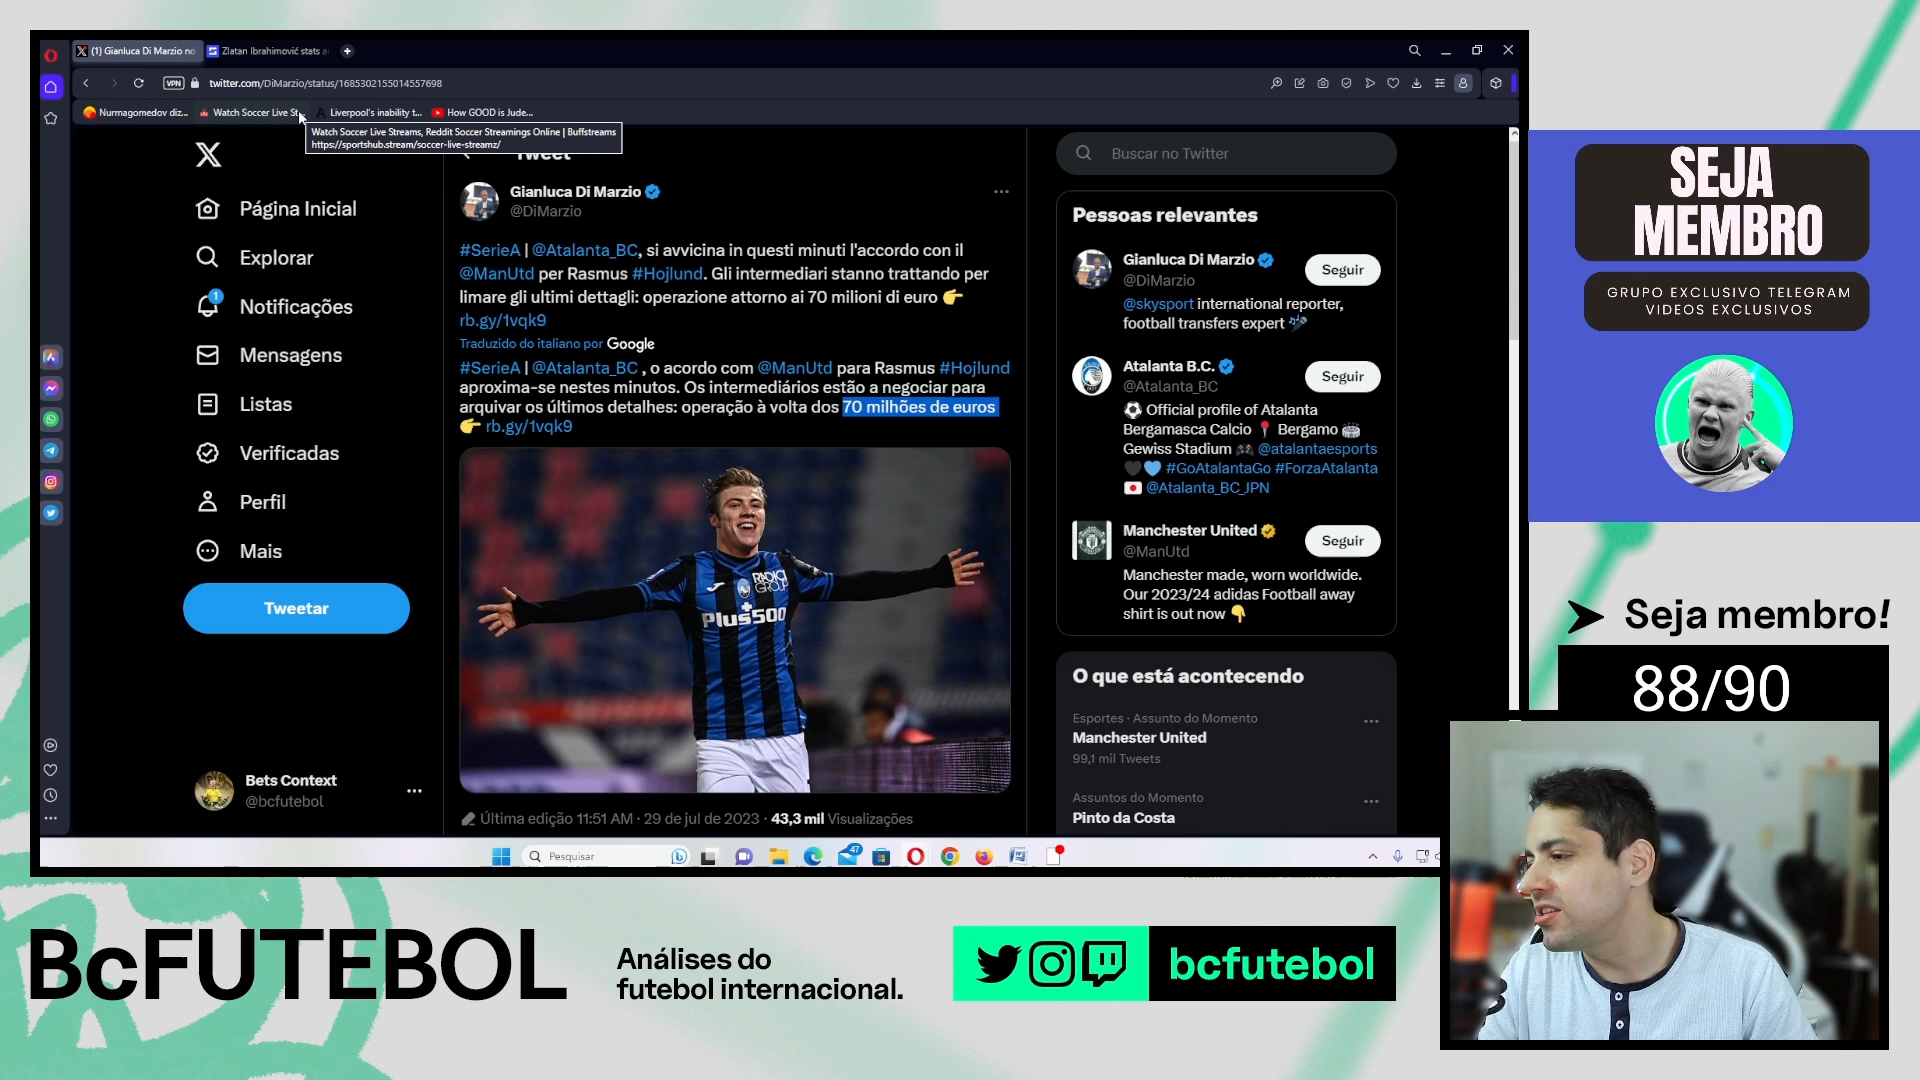 (1) Gianluca Di Marzio no
Zlatan Ibrahimović stats a
VPN
twitter.com/DiMarzio/status/1685302155014557698
Nurmagomedov diz...
Watch Soccer Live St
Liverpool's inability t...
How GOOD is Jude...
Watch Soccer Live Streams, Reddit Soccer Streamings Online | Buffstreams
https://sportshub.stream/soccer-live-streamz/
Tweet
Página Inicial
Explorar
1
Notificações
Mensagens
Listas
Verificadas
Perfil
Mais
Tweetar
Bets Context
@bcfutebol
Gianluca Di Marzio
@DiMarzio
#SerieA | @Atalanta_BC, si avvicina in questi minuti l'accordo con il
@ManUtd per Rasmus #Hojlund. Gli intermediari stanno trattando per
limare gli ultimi dettagli: operazione attorno ai 70 milioni di euro 👉
rb.gy/1vqk9
Traduzido do italiano por Google
#SerieA | @Atalanta_BC , o acordo com @ManUtd para Rasmus #Hojlund
aproxima-se nestes minutos. Os intermediários estão a negociar para
arquivar os últimos detalhes: operação à volta dos 70 milhões de euros
👉 rb.gy/1vqk9
RADICI
GROUP
Plus500
Última edição 11:51 AM · 29 de jul de 2023 · 43,3 mil Visualizações
Buscar no Twitter
Pessoas relevantes
Gianluca Di Marzio
@DiMarzio
Seguir
@skysport international reporter,
football transfers expert 🎤
Atalanta B.C.
@Atalanta_BC
Seguir
⚽ Official profile of Atalanta
Bergamasca Calcio 📍 Bergamo 🏟
Gewiss Stadium 🎮 @atalantaesports
🖤💙 #GoAtalantaGo #ForzaAtalanta
🇯🇵 @Atalanta_BC_JPN
Manchester United
@ManUtd
Seguir
Manchester made, worn worldwide.
Our 2023/24 adidas Football away
shirt is out now 👇
O que está acontecendo
Esportes · Assunto do Momento
Manchester United
99,1 mil Tweets
Assuntos do Momento
Pinto da Costa
Pesquisar
47
SEJA
MEMBRO
GRUPO EXCLUSIVO TELEGRAM
VIDEOS EXCLUSIVOS
Seja membro!
88/90
BcFUTEBOL
Análises do
futebol internacional.
bcfutebol